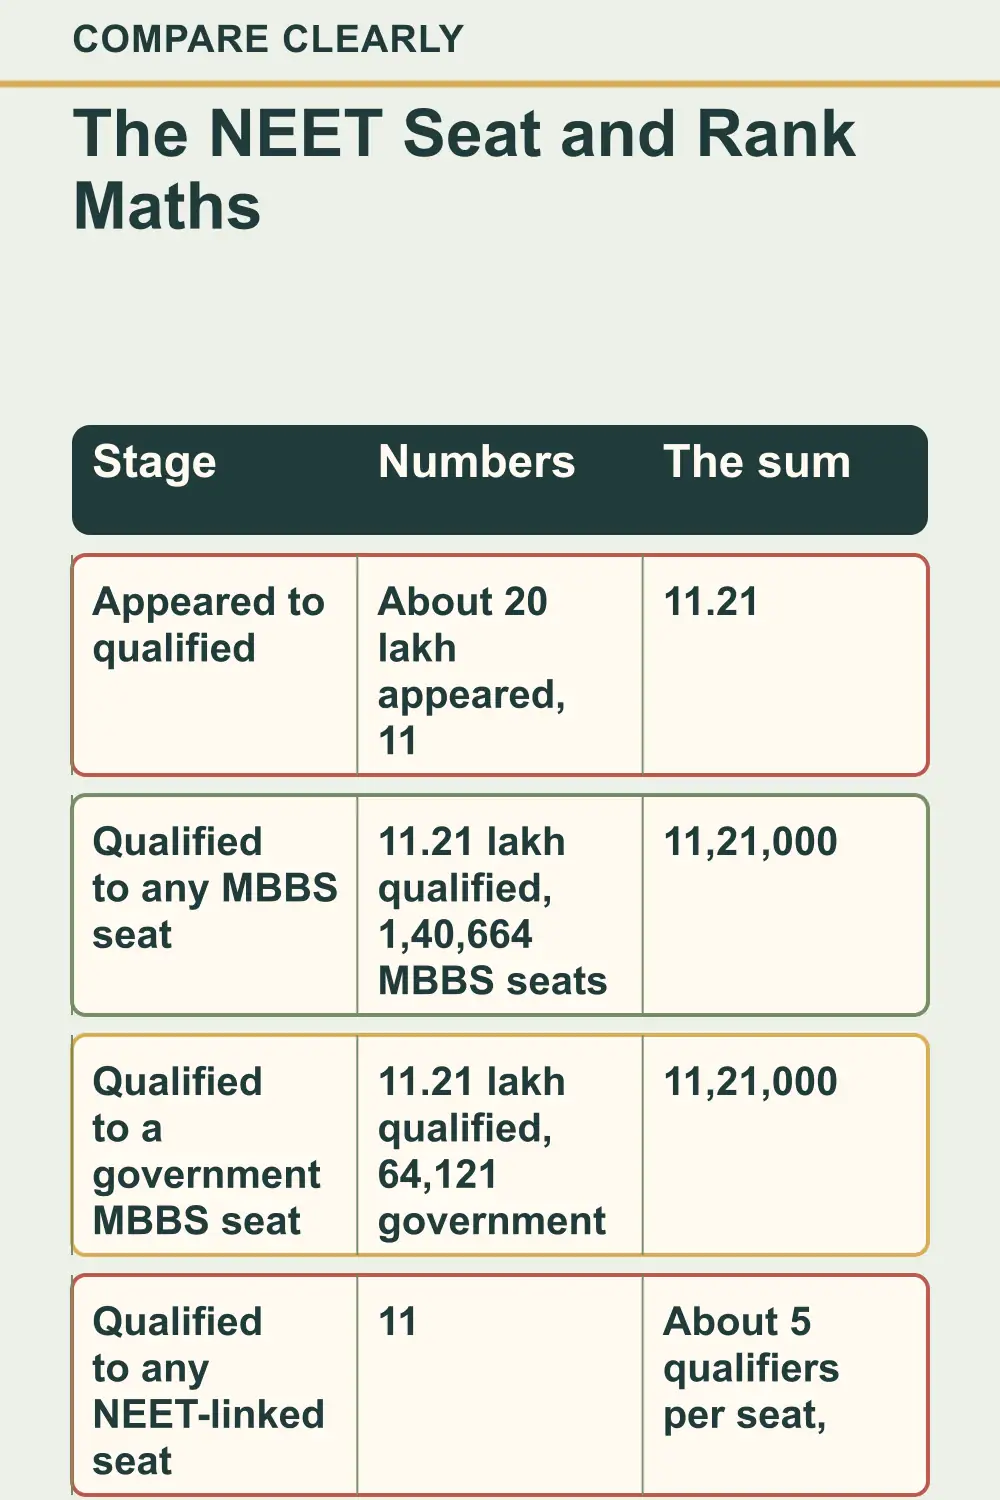 COMPARE CLEARLY
The NEET Seat and Rank
Maths
Stage
Numbers
The sum
Appeared to
qualified
About 20
lakh
appeared,
11
11.21
Qualified
to any MBBS
seat
11.21 lakh
qualified,
1,40,664
MBBS seats
11,21,000
Qualified
to a
government
MBBS seat
11.21 lakh
qualified,
64,121
government
11,21,000
Qualified
to any
NEET-linked
seat
11
About 5
qualifiers
per seat,